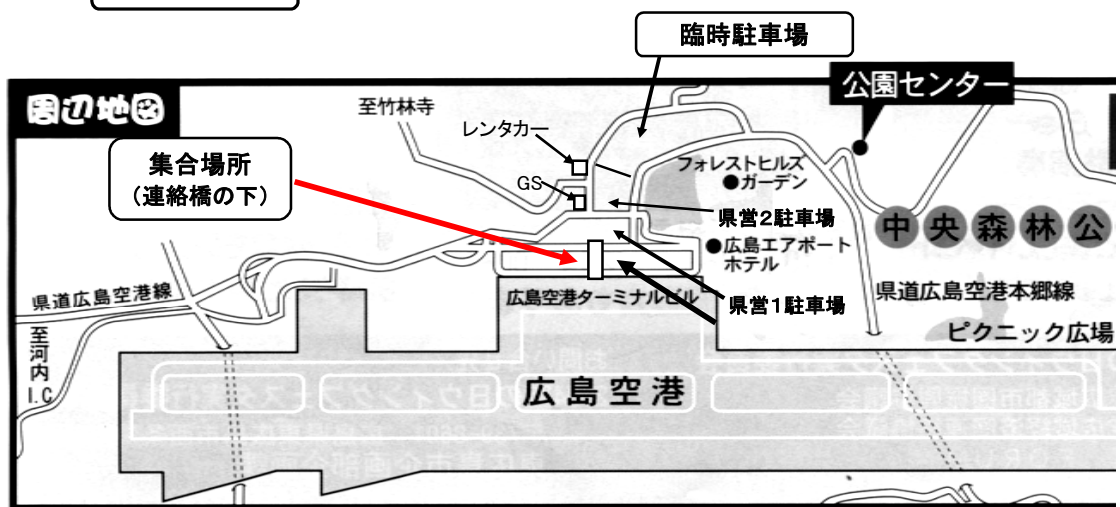 臨時駐車場
公園センター
周辺地図
至竹林寺
レンタカー
集合場所
（連絡橋の下）
GS
フォレストヒルズ
ガーデン
県営2駐車場
中央森林公
広島エアポート
ホテル
県道広島空港線
広島空港ターミナルビル
県営1駐車場
県道広島空港本郷線
ピクニック広場
至河内
I.C
広島空港